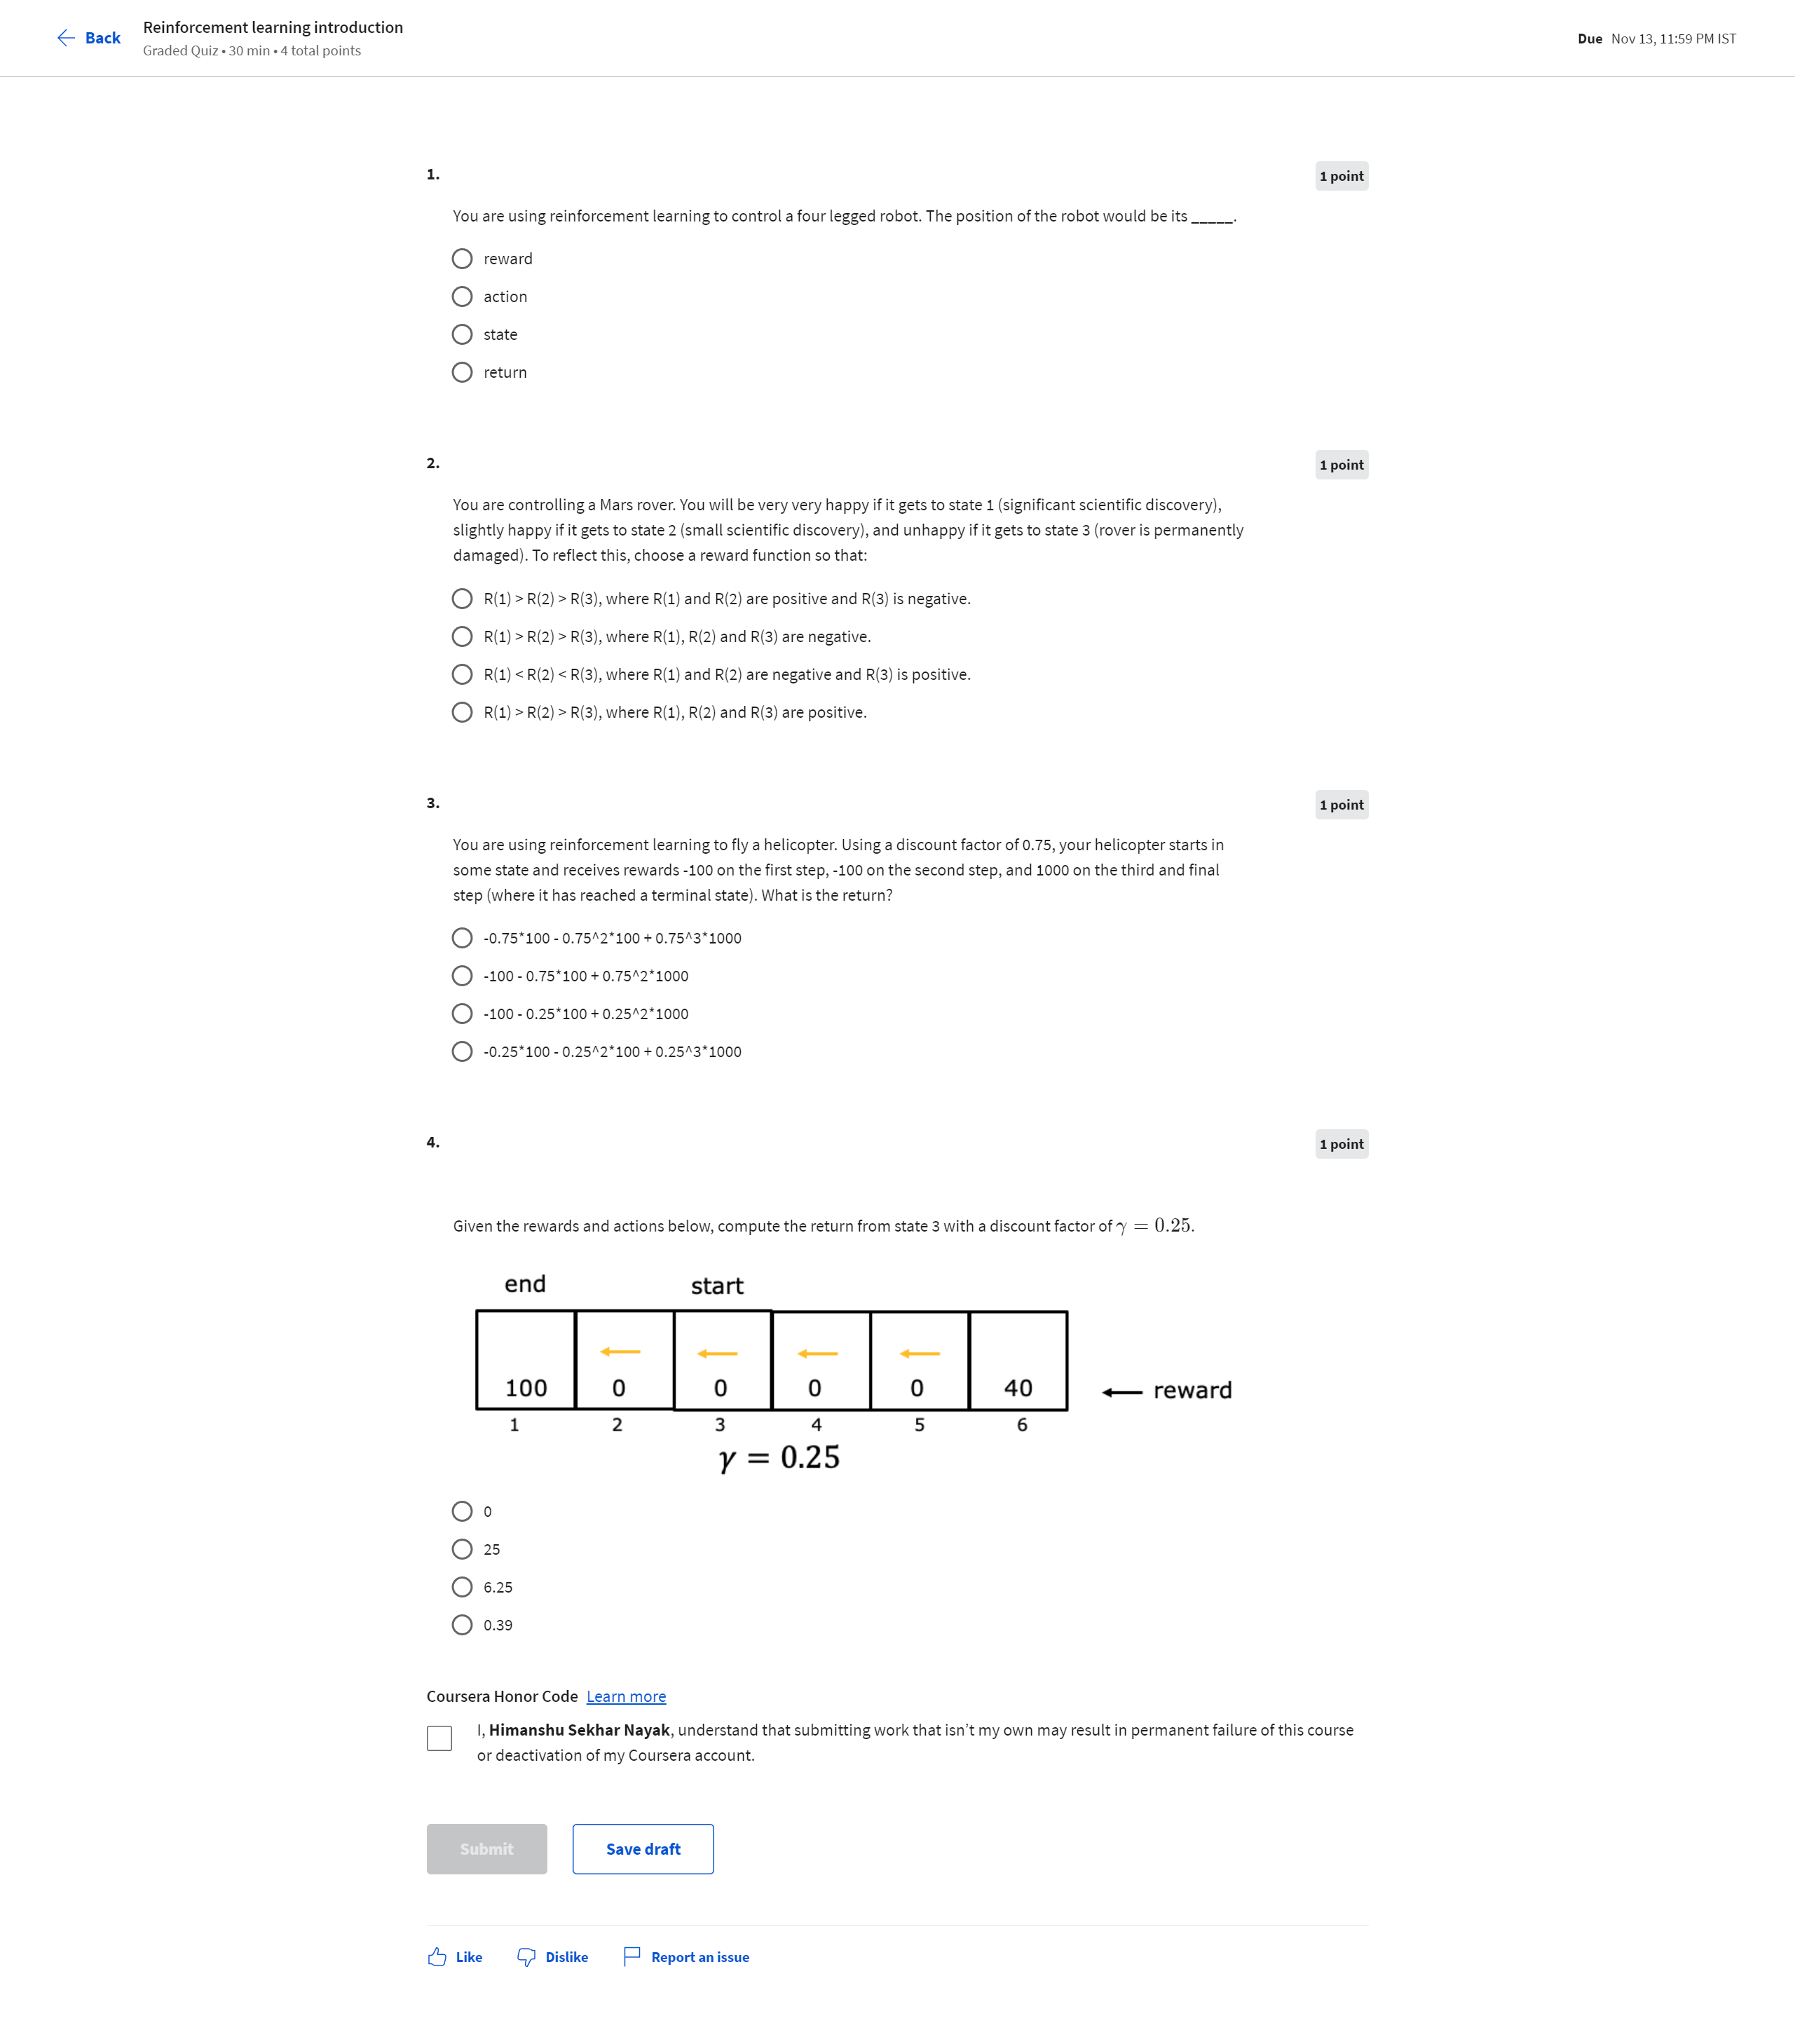 Back
Reinforcement learning introduction
Graded Quiz • 30 min • 4 total points
Due Nov 13, 11:59 PM IST
1.
1 point
You are using reinforcement learning to control a four legged robot. The position of the robot would be its _____.
reward
action
state
return
2.
1 point
You are controlling a Mars rover. You will be very very happy if it gets to state 1 (significant scientific discovery),
slightly happy if it gets to state 2 (small scientific discovery), and unhappy if it gets to state 3 (rover is permanently
damaged). To reflect this, choose a reward function so that:
R(1) > R(2) > R(3), where R(1) and R(2) are positive and R(3) is negative.
R(1) > R(2) > R(3), where R(1), R(2) and R(3) are negative.
R(1) < R(2) < R(3), where R(1) and R(2) are negative and R(3) is positive.
R(1) > R(2) > R(3), where R(1), R(2) and R(3) are positive.
3.
1 point
You are using reinforcement learning to fly a helicopter. Using a discount factor of 0.75, your helicopter starts in
some state and receives rewards -100 on the first step, -100 on the second step, and 1000 on the third and final
step (where it has reached a terminal state). What is the return?
-0.75*100 - 0.75^2*100 + 0.75^3*1000
-100 - 0.75*100 + 0.75^2*1000
-100 - 0.25*100 + 0.25^2*1000
-0.25*100 - 0.25^2*100 + 0.25^3*1000
4.
1 point
Given the rewards and actions below, compute the return from state 3 with a discount factor of γ = 0.25.
end start
100 0 0 0 0 40 reward
1 2 3 4 5 6
γ = 0.25
0
25
6.25
0.39
Coursera Honor Code Learn more
I, Himanshu Sekhar Nayak, understand that submitting work that isn't my own may result in permanent failure of this course
or deactivation of my Coursera account.
Submit Save draft
Like Dislike Report an issue